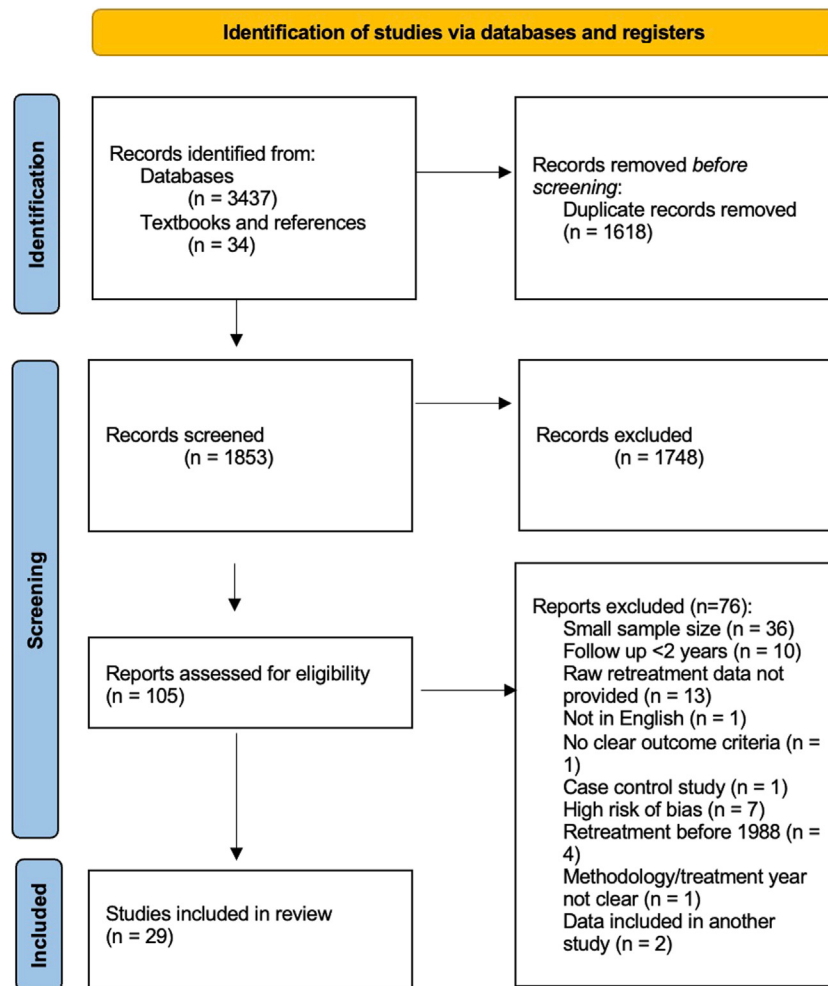 Identification of studies via databases and registers
Identification
Records identified from:
Databases
(n = 3437)
Textbooks and references
(n = 34)
Records removed before
screening:
Duplicate records removed
(n = 1618)
Screening
Records screened
(n = 1853)
Records excluded
(n = 1748)
Reports assessed for eligibility
(n = 105)
Reports excluded (n=76):
Small sample size (n = 36)
Follow up <2 years (n = 10)
Raw retreatment data not
provided (n = 13)
Not in English (n = 1)
No clear outcome criteria (n =
1)
Case control study (n = 1)
High risk of bias (n = 7)
Retreatment before 1988 (n =
4)
Methodology/treatment year
not clear (n = 1)
Data included in another
study (n = 2)
Included
Studies included in review
(n = 29)